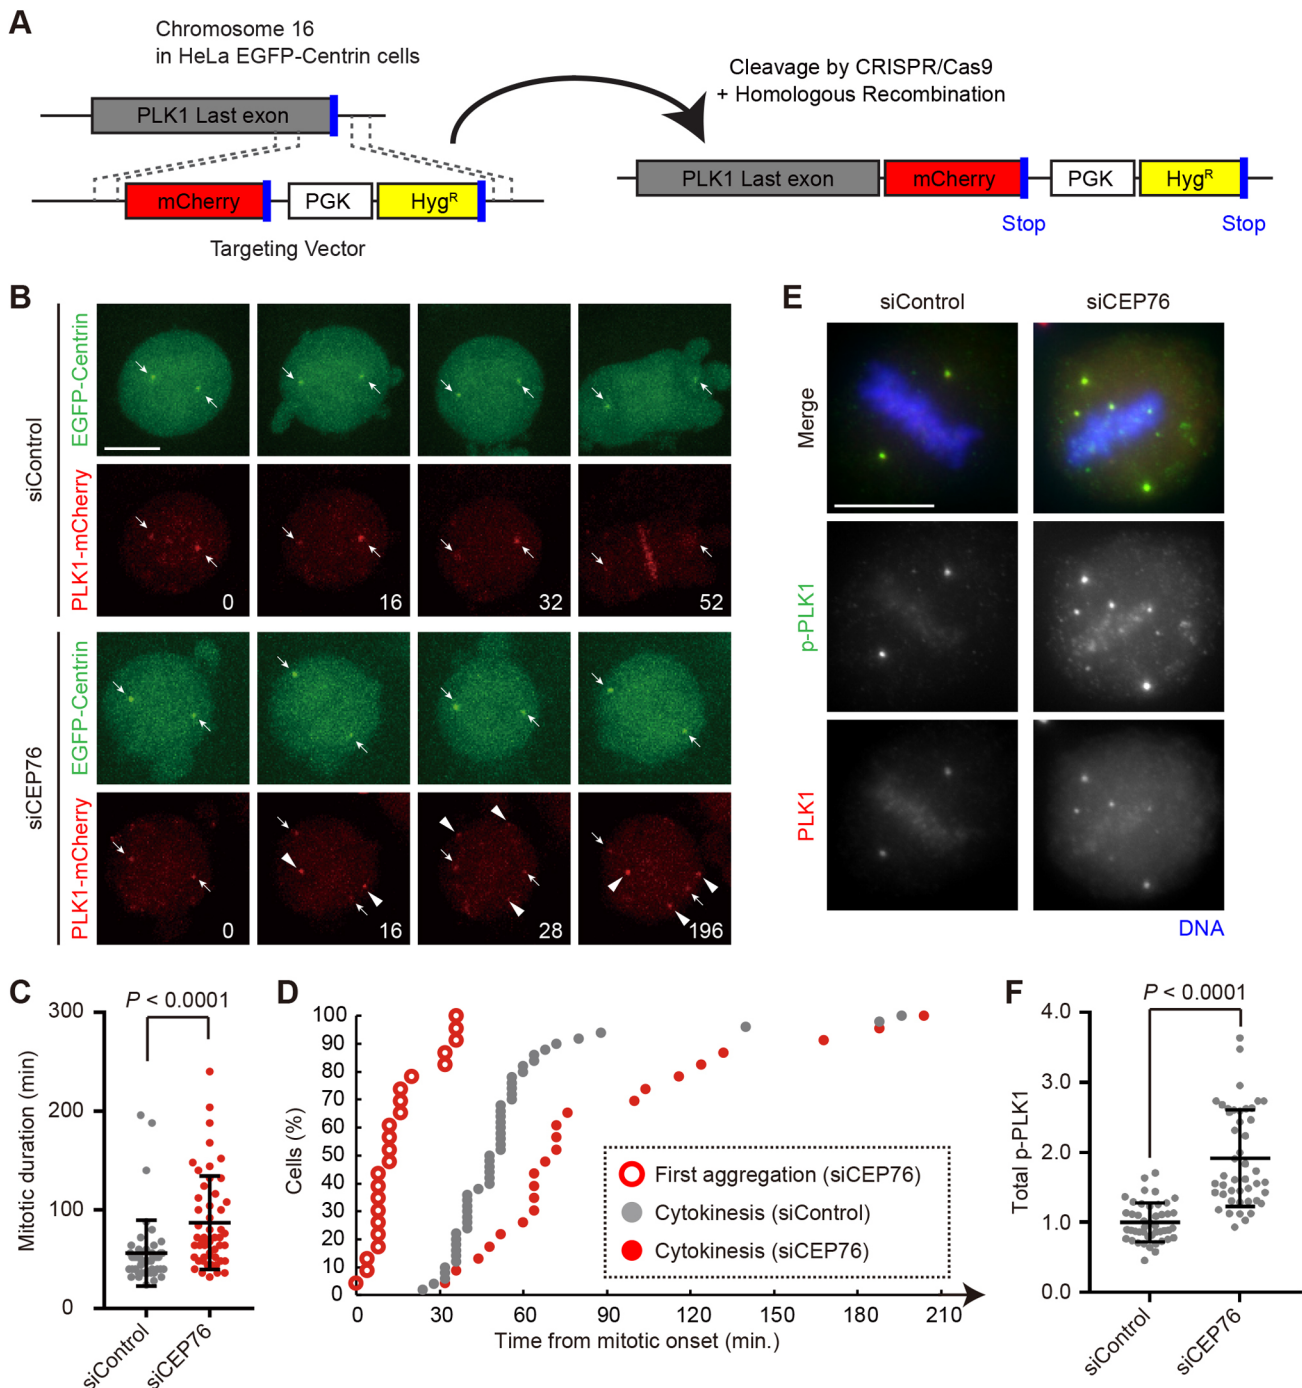 A
Chromosome 16
in HeLa EGFP-Centrin cells
Cleavage by CRISPR/Cas9
+ Homologous Recombination
PLK1 Last exon
mCherry
PGK
Hygᴿ
Targeting Vector
PLK1 Last exon
mCherry
PGK
Hygᴿ
Stop
Stop
B
siControl
EGFP-Centrin
PLK1-mCherry
0
16
32
52
siCEP76
EGFP-Centrin
PLK1-mCherry
0
16
28
196
E
siControl
siCEP76
Merge
p-PLK1
PLK1
DNA
C
P < 0.0001
Mitotic duration (min)
300
200
100
0
siControl
siCEP76
D
Cells (%)
100
90
80
70
60
50
40
30
20
10
0
First aggregation (siCEP76)
Cytokinesis (siControl)
Cytokinesis (siCEP76)
0
30
60
90
120
150
180
210
Time from mitotic onset (min.)
F
P < 0.0001
Total p-PLK1
4.0
3.0
2.0
1.0
0.0
siControl
siCEP76